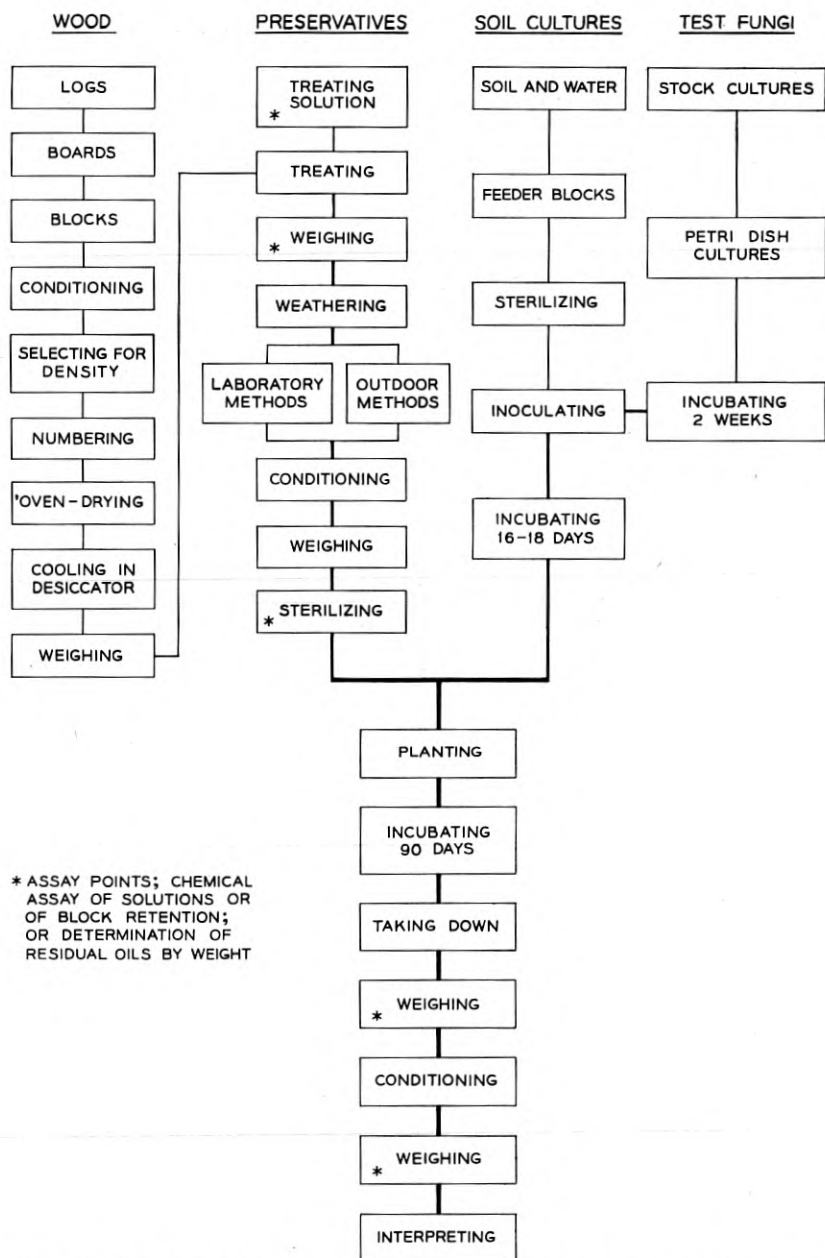 WOOD
LOGS
BOARDS
BLOCKS
CONDITIONING
SELECTING FOR
DENSITY
NUMBERING
'OVEN-DRYING
COOLING IN
DESICCATOR
WEIGHING
PRESERVATIVES
TREATING
SOLUTION
*
TREATING
* WEIGHING
WEATHERING
LABORATORY
METHODS
OUTDOOR
METHODS
CONDITIONING
WEIGHING
* STERILIZING
SOIL CULTURES
SOIL AND WATER
FEEDER BLOCKS
STERILIZING
INOCULATING
INCUBATING
16-18 DAYS
TEST FUNGI
STOCK CULTURES
PETRI DISH
CULTURES
INCUBATING
2 WEEKS
PLANTING
INCUBATING
90 DAYS
TAKING DOWN
* WEIGHING
CONDITIONING
* WEIGHING
INTERPRETING
* ASSAY POINTS; CHEMICAL
ASSAY OF SOLUTIONS OR
OF BLOCK RETENTION;
OR DETERMINATION OF
RESIDUAL OILS BY WEIGHT